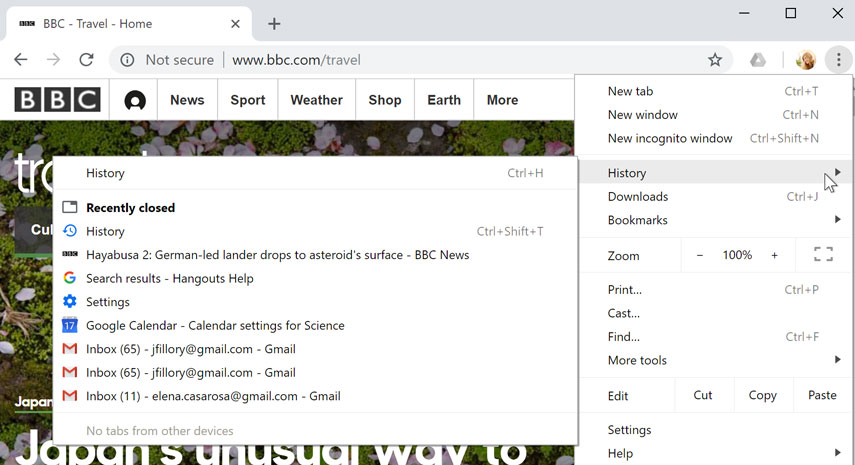 BBC - Travel - Home
Not secure | www.bbc.com/travel
BBC News Sport Weather Shop Earth More
New tab Ctrl+T
New window Ctrl+N
New incognito window Ctrl+Shift+N
History
Downloads Ctrl+J
Bookmarks
Zoom − 100% +
Print... Ctrl+P
Cast...
Find... Ctrl+F
More tools
Edit Cut Copy Paste
Settings
Help
History Ctrl+H
Recently closed
History Ctrl+Shift+T
BBC Hayabusa 2: German-led lander drops to asteroid's surface - BBC News
Search results - Hangouts Help
Settings
17 Google Calendar - Calendar settings for Science
Inbox (65) - jfillory@gmail.com - Gmail
Inbox (65) - jfillory@gmail.com - Gmail
Inbox (11) - elena.casarosa@gmail.com - Gmail
No tabs from other devices
Japan's unusual way to